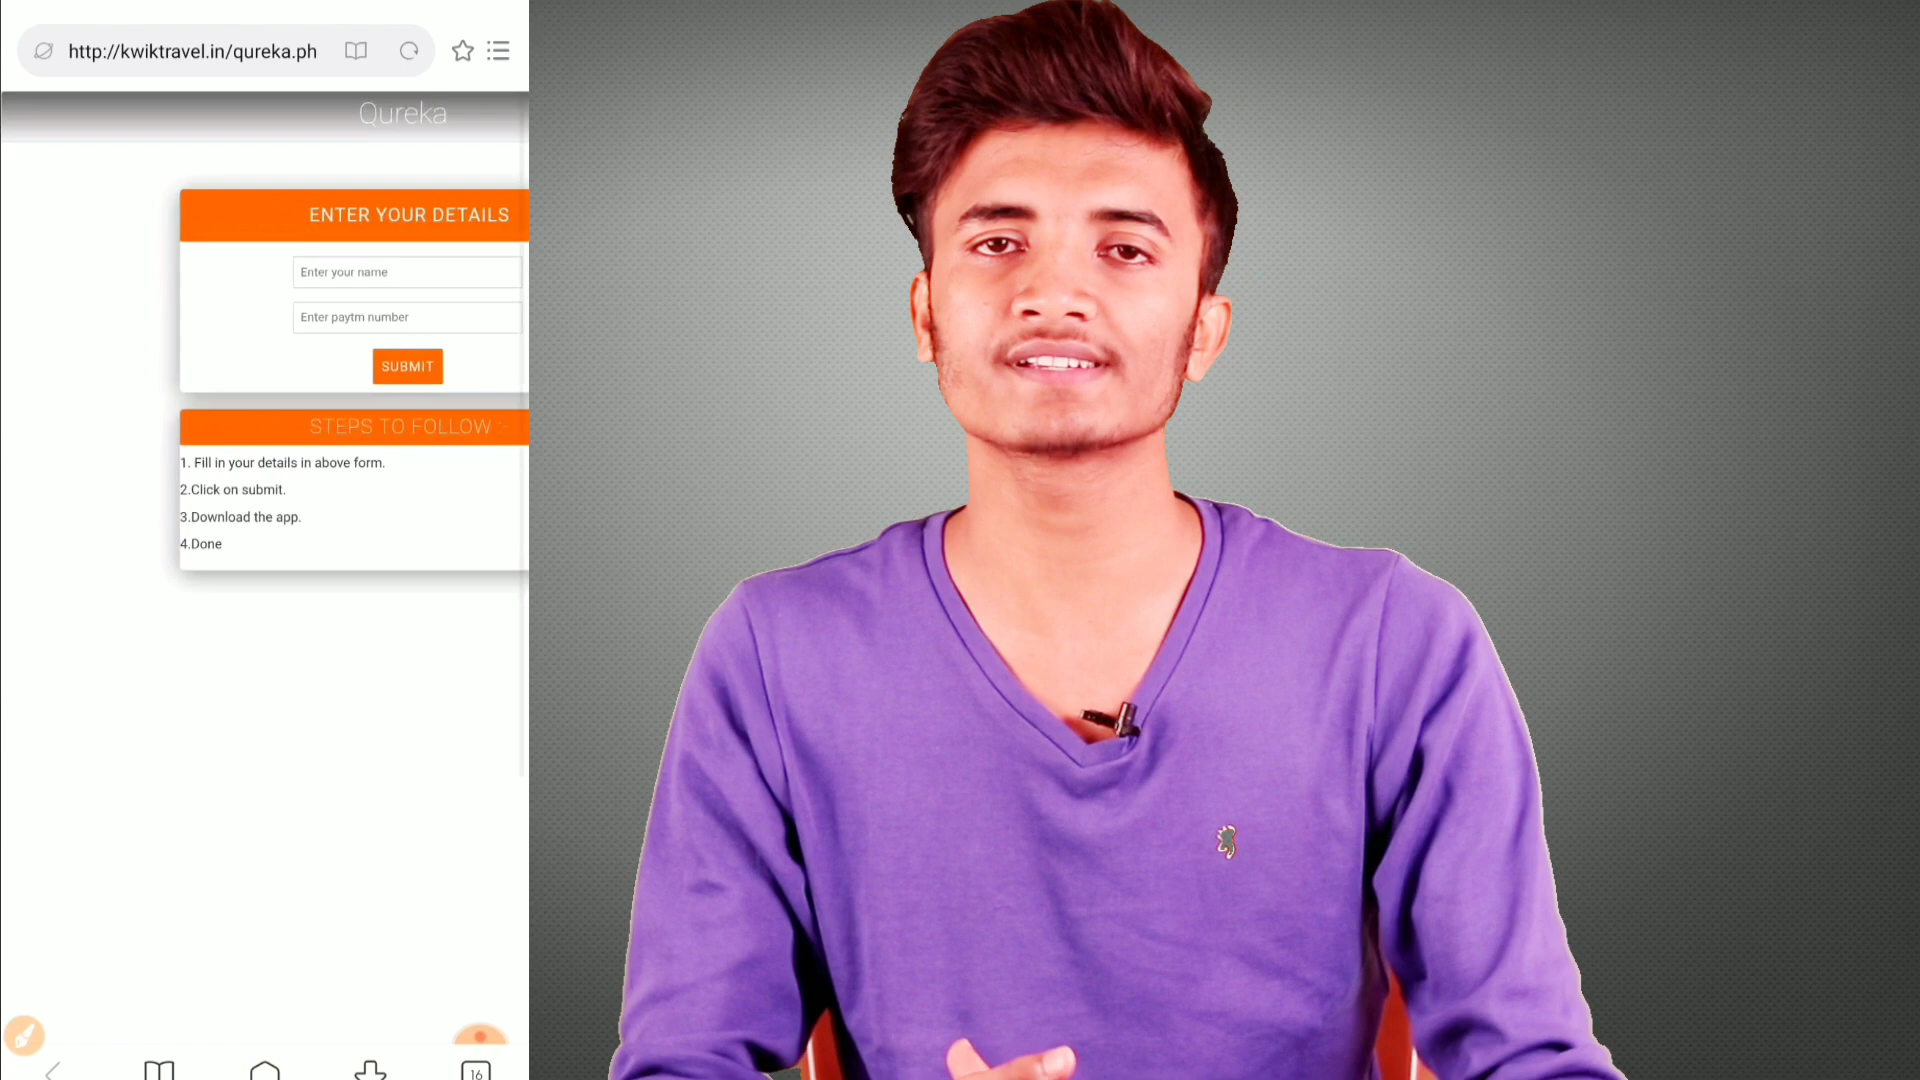 http://kwiktravel.in/qureka.ph
Qureka
ENTER YOUR DETAILS
Enter your name
Enter paytm number
SUBMIT
STEPS TO FOLLOW :-
1. Fill in your details in above form.
2.Click on submit.
3.Download the app.
4.Done
16